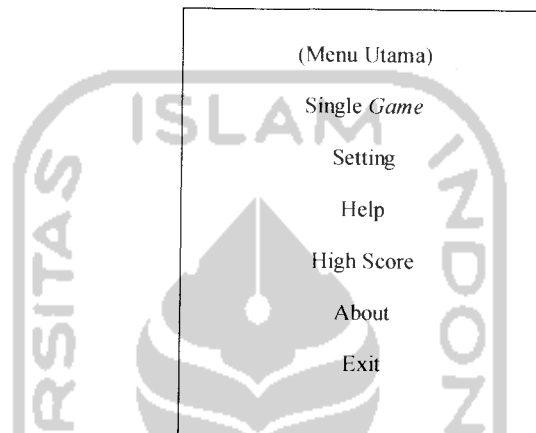 (Menu Utama)
Single Game
Setting
Help
High Score
About
Exit
ISLAM
RSITAS
INDON